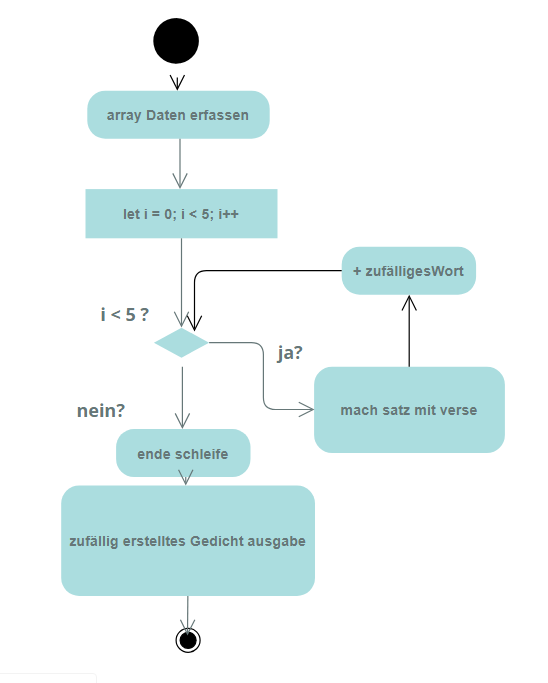 array Daten erfassen
let i = 0; i < 5; i++
+ zufälligesWort
i < 5 ?
ja?
mach satz mit verse
nein?
ende schleife
zufällig erstelltes Gedicht ausgabe